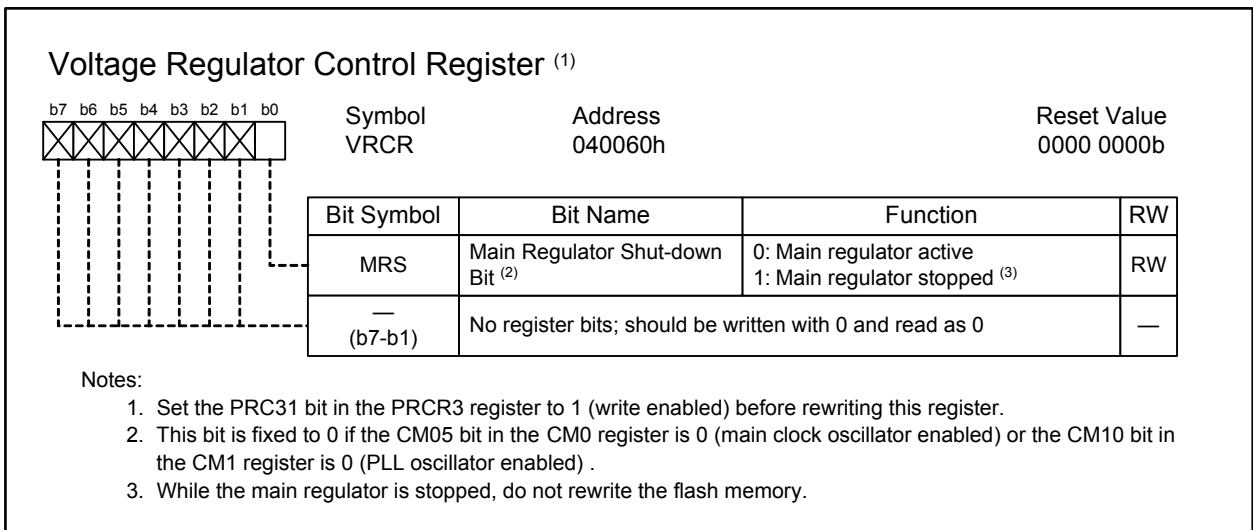 Voltage Regulator Control Register (1)
b7 b6 b5 b4 b3 b2 b1 b0
Symbol Address Reset Value
VRCR 040060h 0000 0000b
Bit Symbol Bit Name Function RW
MRS Main Regulator Shut-down Bit (2) 0: Main regulator active 1: Main regulator stopped (3) RW
— (b7-b1) No register bits; should be written with 0 and read as 0 —
Notes:
1. Set the PRC31 bit in the PRCR3 register to 1 (write enabled) before rewriting this register.
2. This bit is fixed to 0 if the CM05 bit in the CM0 register is 0 (main clock oscillator enabled) or the CM10 bit in
the CM1 register is 0 (PLL oscillator enabled) .
3. While the main regulator is stopped, do not rewrite the flash memory.